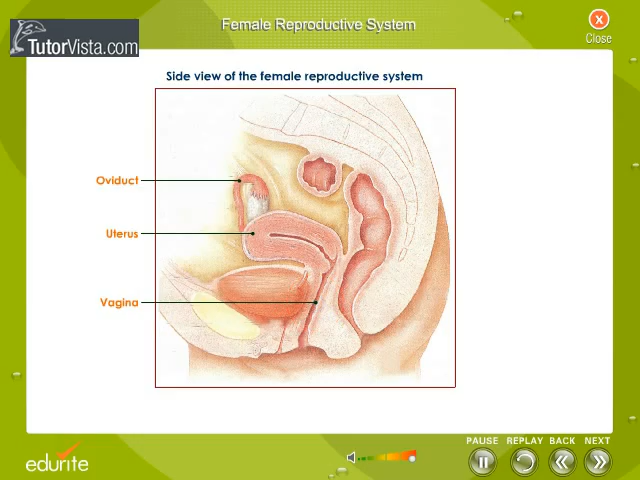 Female Reproductive System
X
Close
TutorVista.com
Side view of the female reproductive system
Oviduct
Uterus
Vagina
PAUSE REPLAY BACK NEXT
edurite